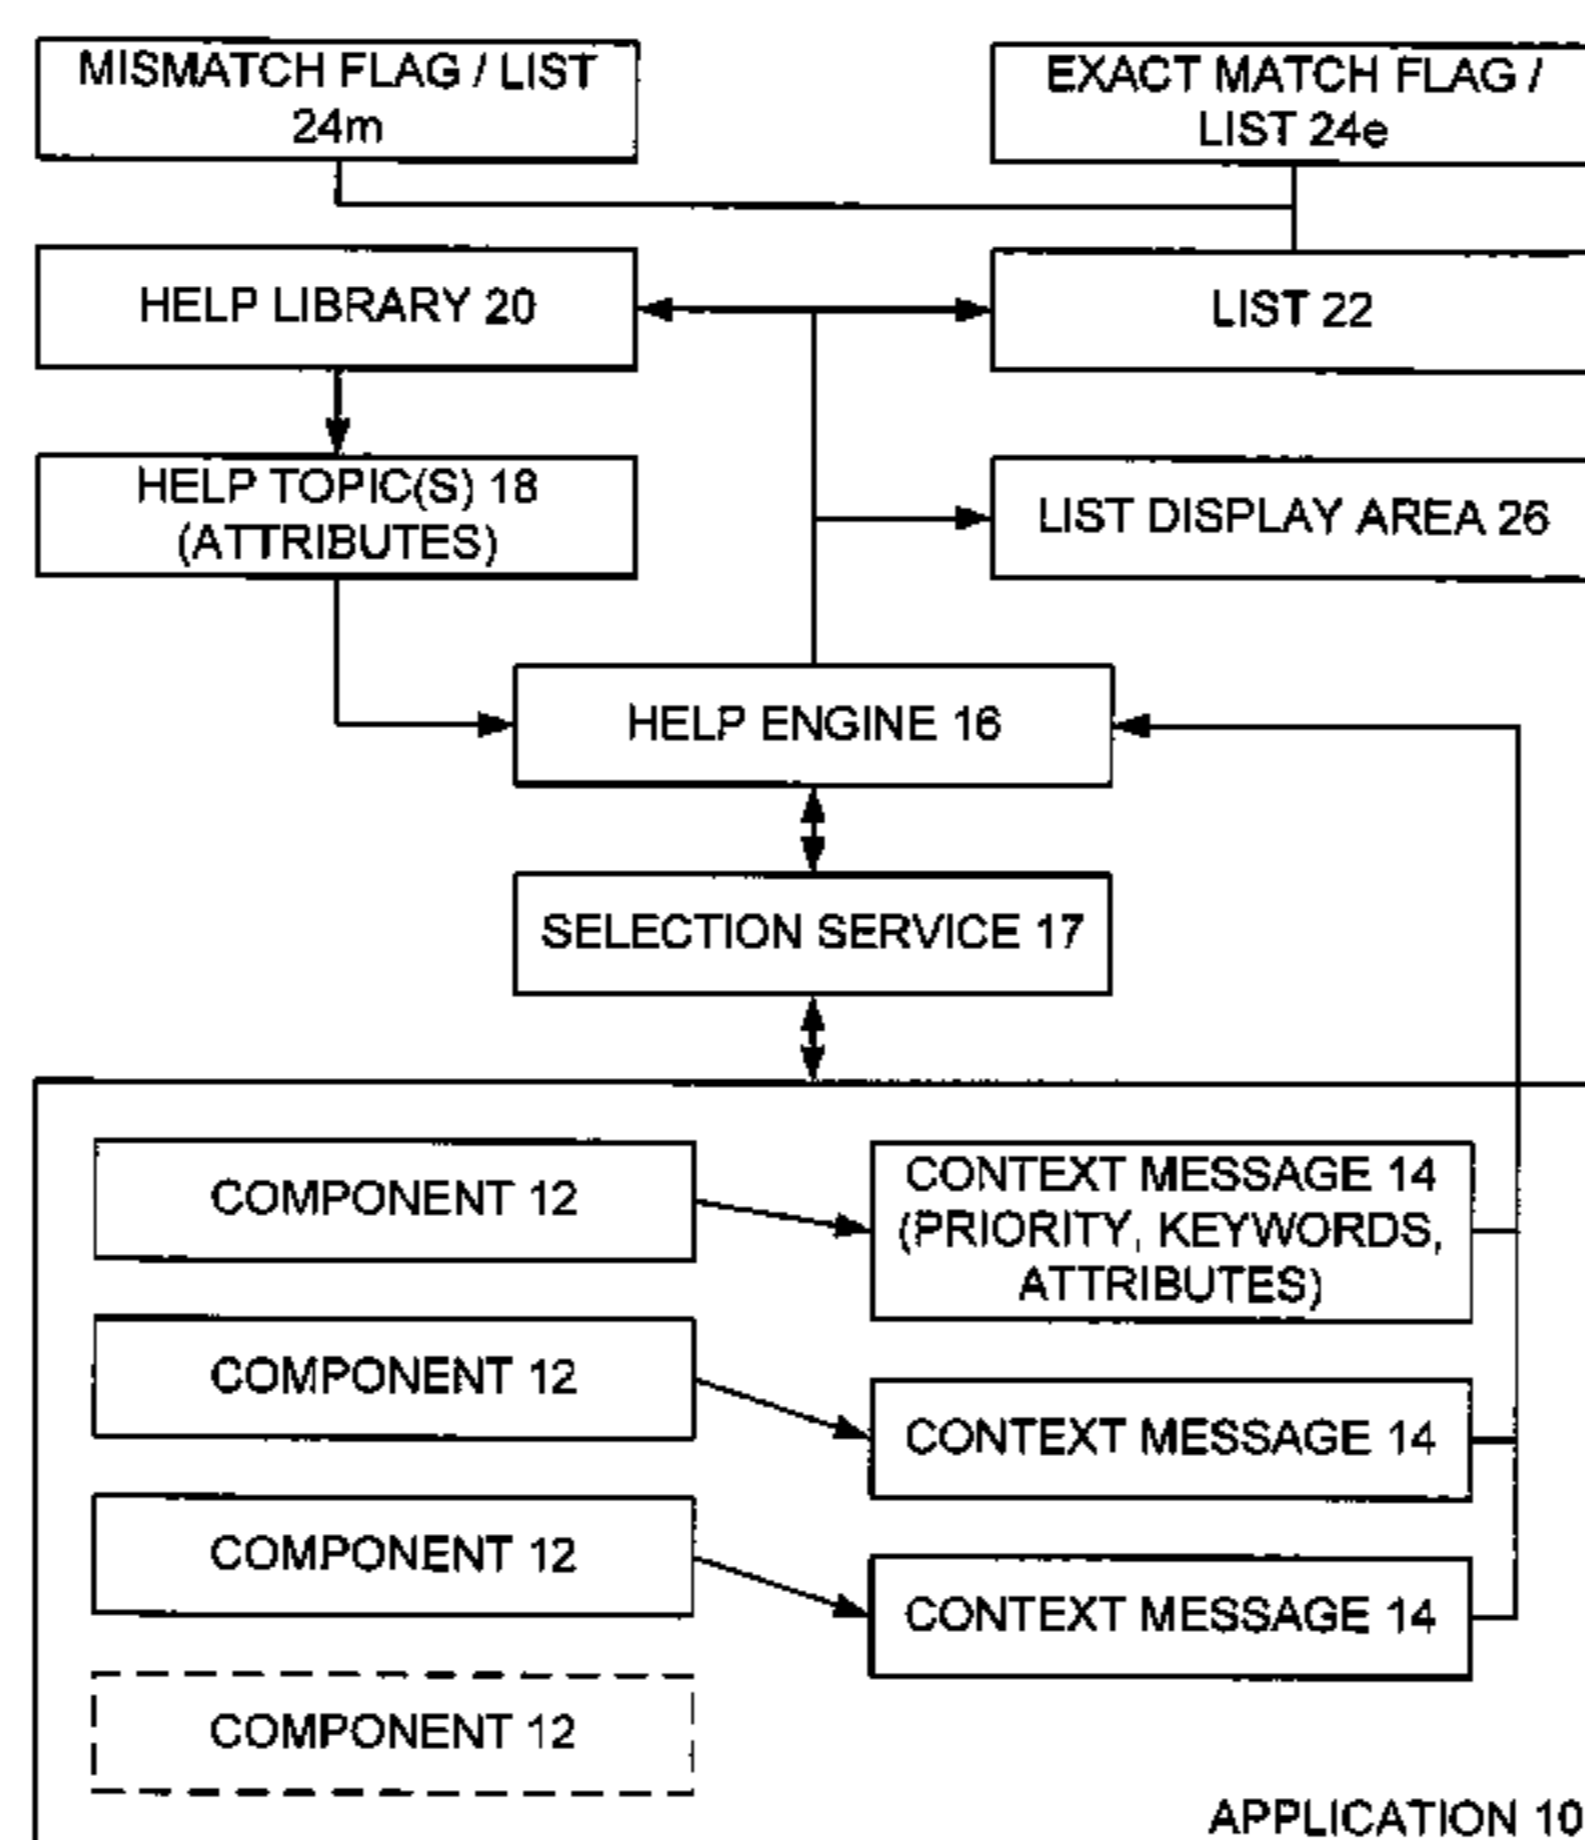 MISMATCH FLAG / LIST
24m
EXACT MATCH FLAG /
LIST 24e
HELP LIBRARY 20
LIST 22
HELP TOPIC(S) 18
(ATTRIBUTES)
LIST DISPLAY AREA 26
HELP ENGINE 16
SELECTION SERVICE 17
COMPONENT 12
CONTEXT MESSAGE 14
(PRIORITY, KEYWORDS,
ATTRIBUTES)
COMPONENT 12
CONTEXT MESSAGE 14
COMPONENT 12
CONTEXT MESSAGE 14
COMPONENT 12
APPLICATION 10